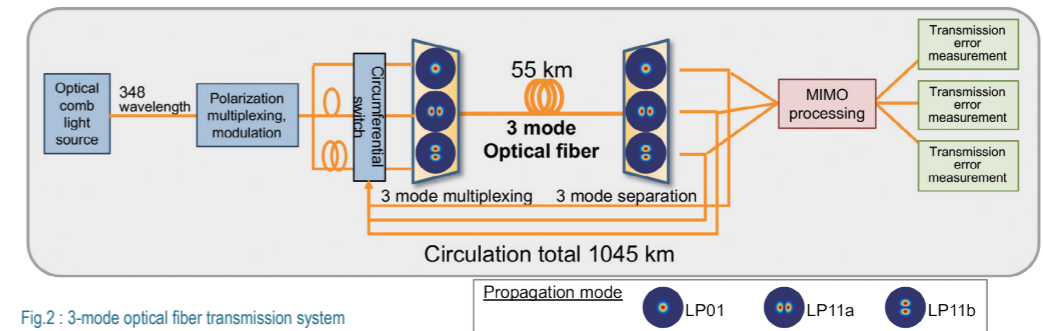 Optical
comb
light
source
348
wavelength
Polarization
multiplexing,
modulation
Circumferential
switch
55 km
3 mode
Optical fiber
3 mode multiplexing
3 mode separation
MIMO
processing
Transmission
error
measurement
Transmission
error
measurement
Transmission
error
measurement
Circulation total 1045 km
Propagation mode
LP01
LP11a
LP11b
Fig.2 : 3-mode optical fiber transmission system